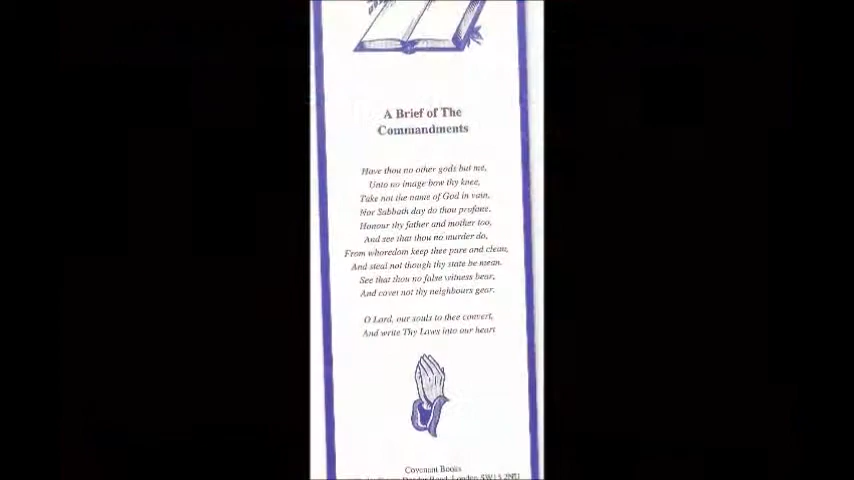 A Brief of The
Commandments
Have thou no other gods but me,
Unto no image bow thy knee,
Take not the name of God in vain,
Nor Sabbath day do thou profane.
Honour thy father and mother too,
And see that thou no murder do,
From whoredom keep thee pure and clean,
And steal not though thy state be mean.
See that thou no false witness bear,
And covet not thy neighbours gear.
O Lord, our souls to thee convert,
And write Thy Laws into our heart
Covenant Books
Road, London SW15 2NU